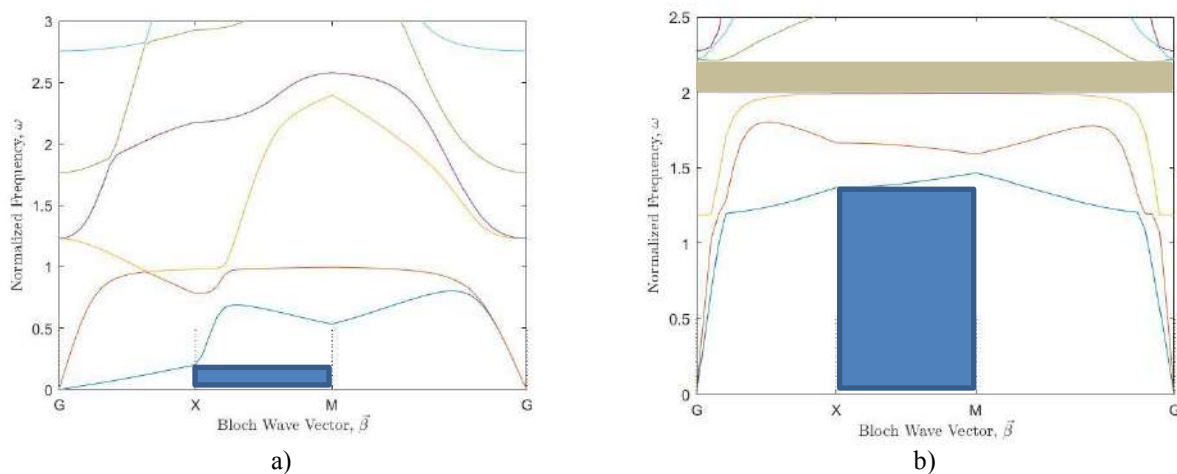 3
2.5
2
1.5
1
0.5
0
Normalized Frequency, ω
G X M G
Bloch Wave Vector, β⃗
a)
2.5
2
1.5
1
0.5
0
Normalized Frequency, ω
G X M G
Bloch Wave Vector, β⃗
b)